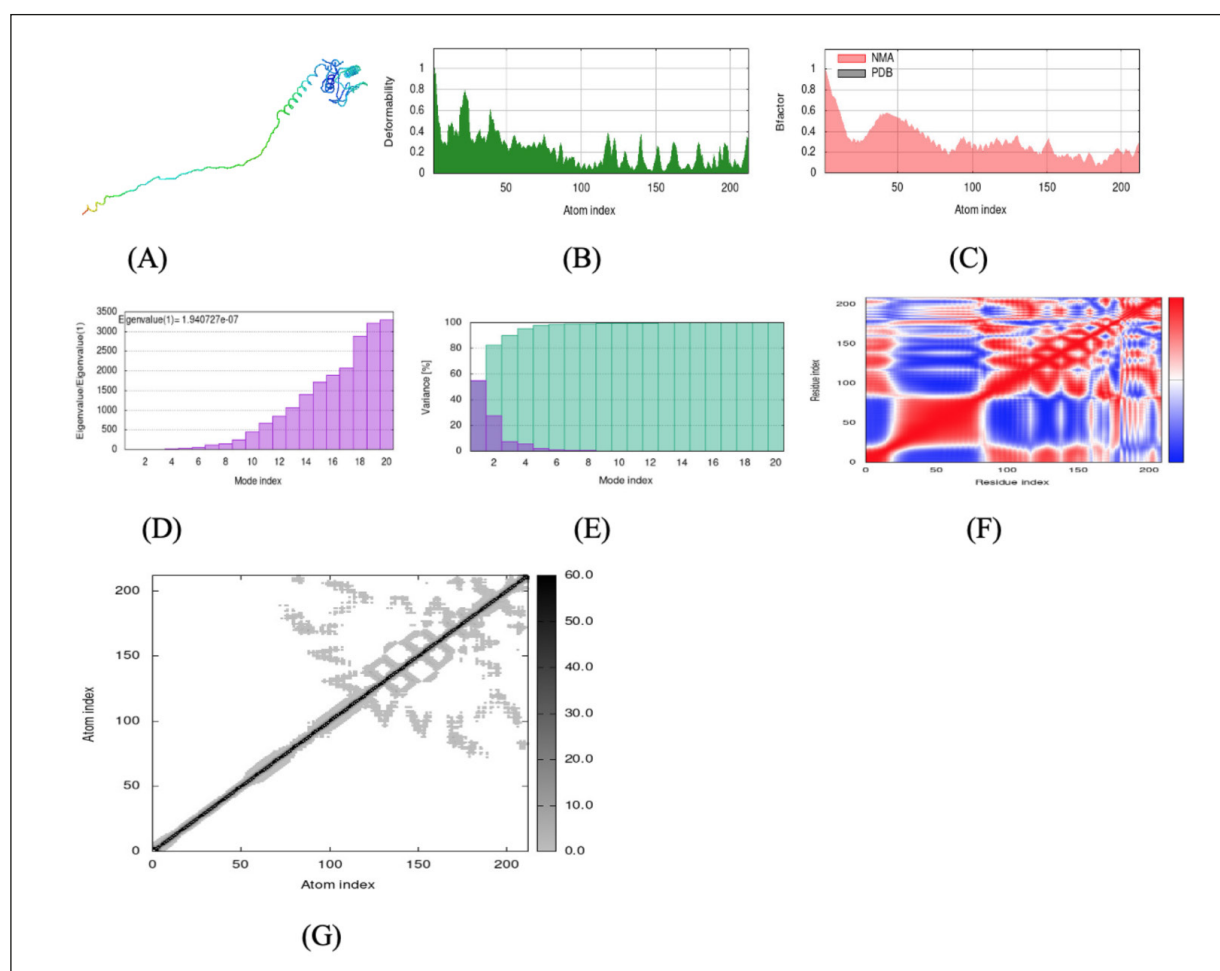 Deformability
1
0.8
0.6
0.4
0.2
0
50
100
150
200
Atom index
Bfactor
1
0.8
0.6
0.4
0.2
0
NMA
PDB
50
100
150
200
Atom index
(A)
(B)
(C)
Eigenvalue/Eigenvalue(1)
3500
3000
2500
2000
1500
1000
500
0
Eigenvalue(1)= 1.940727e-07
2 4 6 8 10 12 14 16 18 20
Mode index
Variance [%]
100
80
60
40
20
0
2 4 6 8 10 12 14 16 18 20
Mode index
Residue index
200
150
100
50
0
0 50 100 150 200
Residue index
(D)
(E)
(F)
Atom index
200
150
100
50
0
0 50 100 150 200
Atom index
60.0
50.0
40.0
30.0
20.0
10.0
0.0
(G)